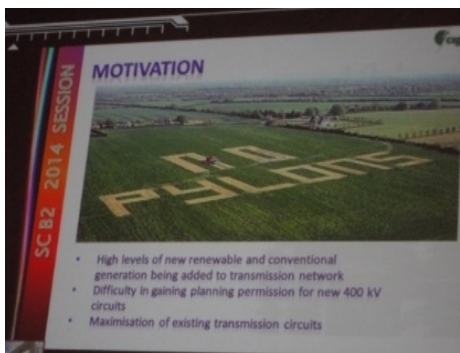 MOTIVATION
SC B2 2014 SESSION
NO
PYLONS
• High levels of new renewable and conventional
generation being added to transmission network
• Difficulty in gaining planning permission for new 400 kV
circuits
• Maximisation of existing transmission circuits